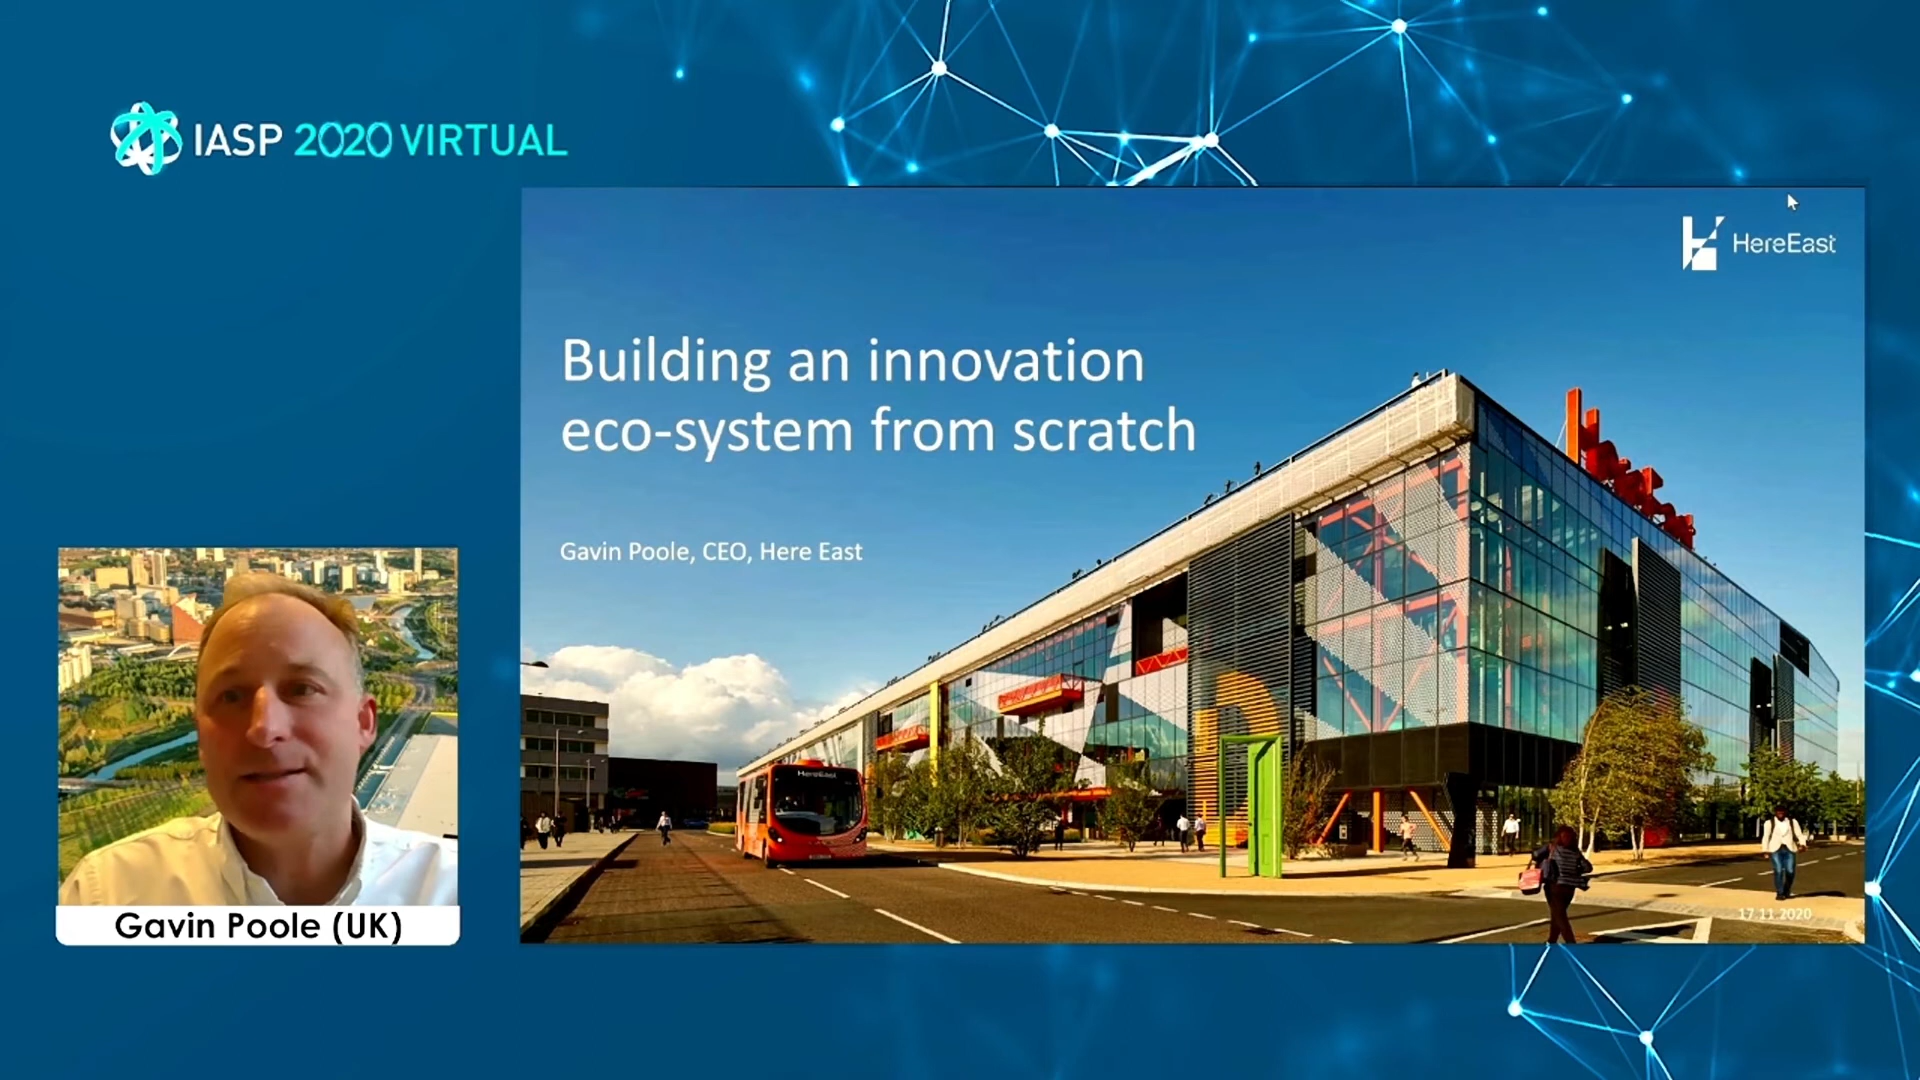 IASP 2020 VIRTUAL
HereEast
Building an innovation
eco-system from scratch
Gavin Poole, CEO, Here East
HereEast
17.11.2020
Gavin Poole (UK)